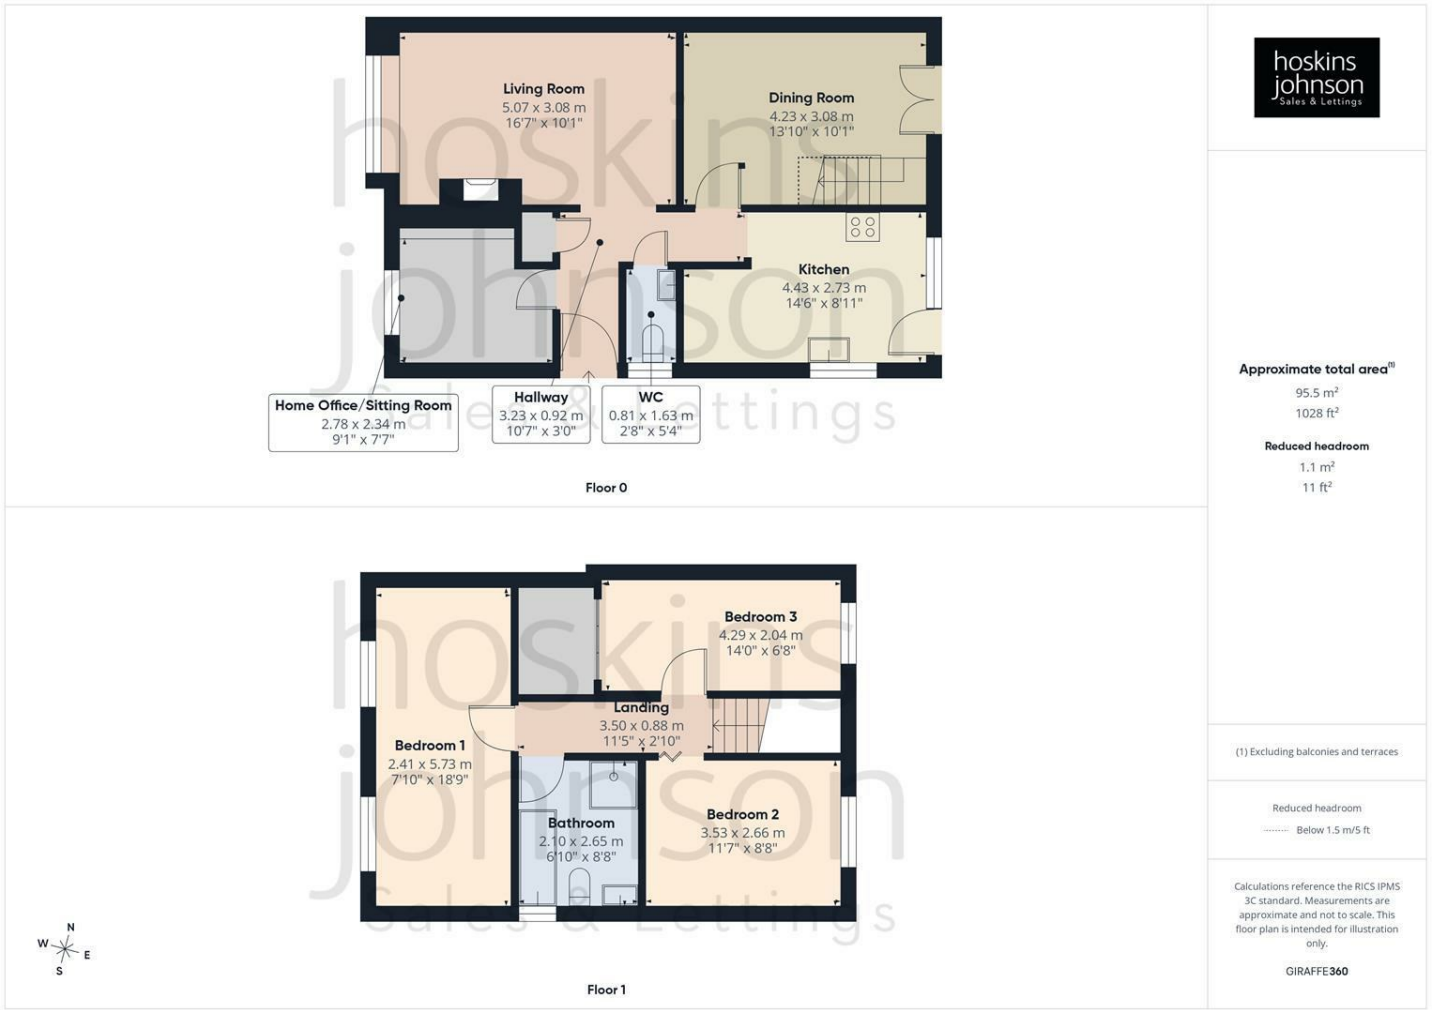 Living Room
5.07 x 3.08 m
16'7" x 10'1"
Dining Room
4.23 x 3.08 m
13'10" x 10'1"
Kitchen
4.43 x 2.73 m
14'6" x 8'11"
Home Office/Sitting Room
2.78 x 2.34 m
9'1" x 7'7"
Hallway
3.23 x 0.92 m
10'7" x 3'0"
WC
0.81 x 1.63 m
2'8" x 5'4"
hoskins
johnson
Sales & Lettings
Floor 0
Bedroom 3
4.29 x 2.04 m
14'0" x 6'8"
Landing
3.50 x 0.88 m
11'5" x 2'10"
Bedroom 1
2.41 x 5.73 m
7'10" x 18'9"
Bathroom
2.10 x 2.65 m
6'10" x 8'8"
Bedroom 2
3.53 x 2.66 m
11'7" x 8'8"
hoskins
johnson
Sales & Lettings
N
W
E
S
Floor 1
hoskins
johnson
Sales & Lettings
Approximate total area(1)
95.5 m²
1028 ft²
Reduced headroom
1.1 m²
11 ft²
(1) Excluding balconies and terraces
Reduced headroom
Below 1.5 m/5 ft
Calculations reference the RICS IPMS
3C standard. Measurements are
approximate and not to scale. This
floor plan is intended for illustration
only.
GIRAFFE360